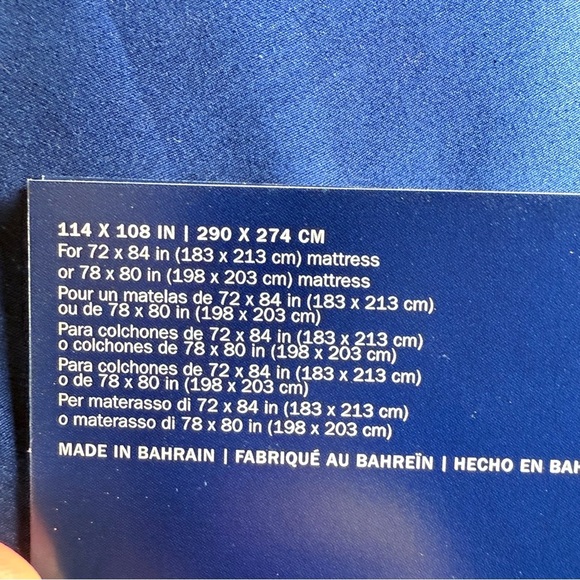 114 X 108 IN | 290 X 274 CM
For 72 x 84 in (183 x 213 cm) mattress
or 78 x 80 in (198 x 203 cm) mattress
Pour un matelas de 72 x 84 in (183 x 213 cm)
ou de 78 x 80 in (198 x 203 cm)
Para colchones de 72 x 84 in (183 x 213 cm)
o colchones de 78 x 80 in (198 x 203 cm)
Para colchones de 72 x 84 in (183 x 213 cm)
o de 78 x 80 in (198 x 203 cm)
Per materasso di 72 x 84 in (183 x 213 cm)
o materasso di 78 x 80 in (198 x 203 cm)
MADE IN BAHRAIN | FABRIQUÉ AU BAHREÏN | HECHO EN BAH